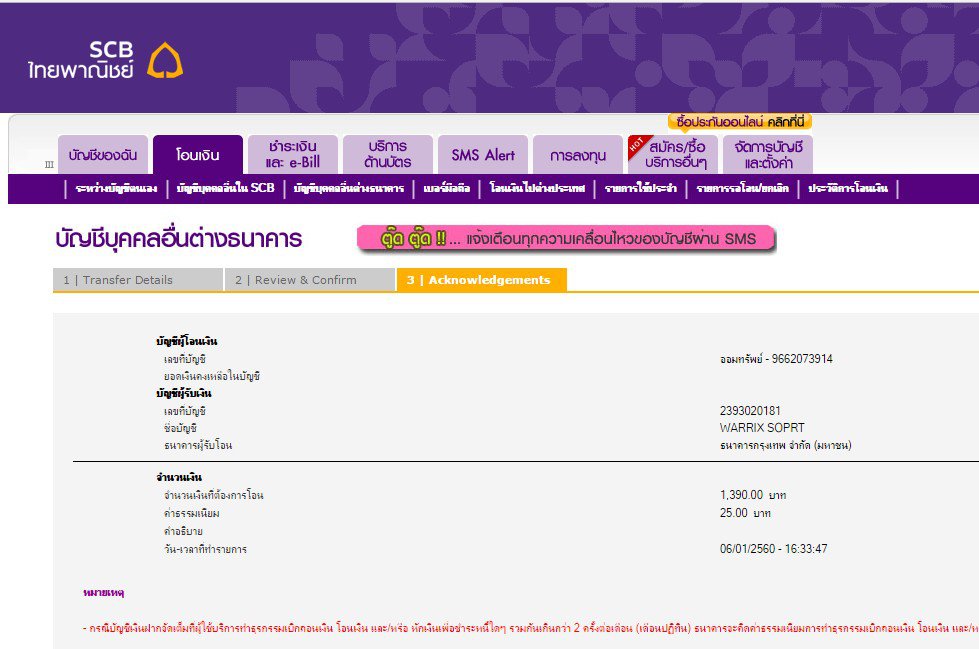 SCB
ไทยพาณิชย์
ซื้อประกันออนไลน์ คลิกที่นี่
บัญชีของฉัน
โอนเงิน
ชำระเงิน
และ e-Bill
บริการ
ด้านบัตร
SMS Alert
การลงทุน
HOT
สมัคร/ซื้อ
บริการอื่นๆ
จัดการบัญชี
และตั้งค่า
ระหว่างบัญชีตนเอง | บัญชีบุคคลอื่นใน SCB | บัญชีบุคคลอื่นต่างธนาคาร | เบอร์มือถือ | โอนเงินไปต่างประเทศ | รายการใช้ประจำ | รายการรอโอน/ยกเลิก | ประวัติการโอนเงิน |
บัญชีบุคคลอื่นต่างธนาคาร
ตู๊ด ตู๊ด !! ... แจ้งเตือนทุกความเคลื่อนไหวของบัญชีผ่าน SMS
1 | Transfer Details
2 | Review & Confirm
3 | Acknowledgements
บัญชีผู้โอนเงิน
เลขที่บัญชี ออมทรัพย์ - 9662073914
ยอดเงินคงเหลือในบัญชี
บัญชีผู้รับเงิน
เลขที่บัญชี 2393020181
ชื่อบัญชี WARRIX SOPRT
ธนาคารผู้รับโอน ธนาคารกรุงเทพ จำกัด (มหาชน)
จำนวนเงิน
จำนวนเงินที่ต้องการโอน 1,390.00 บาท
ค่าธรรมเนียม 25.00 บาท
คำอธิบาย
วัน-เวลาที่ทำรายการ 06/01/2560 - 16:33:47
หมายเหตุ
- กรณีบัญชีเงินฝากจัดเต็มที่ผู้ใช้บริการทำธุรกรรมเบิกถอนเงิน โอนเงิน และ/หรือ หักเงินเพื่อชำระหนี้ใดๆ รวมกันเกินกว่า 2 ครั้งต่อเดือน (เดือนปฏิทิน) ธนาคารจะคิดค่าธรรมเนียมการทำธุรกรรมเบิกถอนเงิน โอนเงิน และ/ห